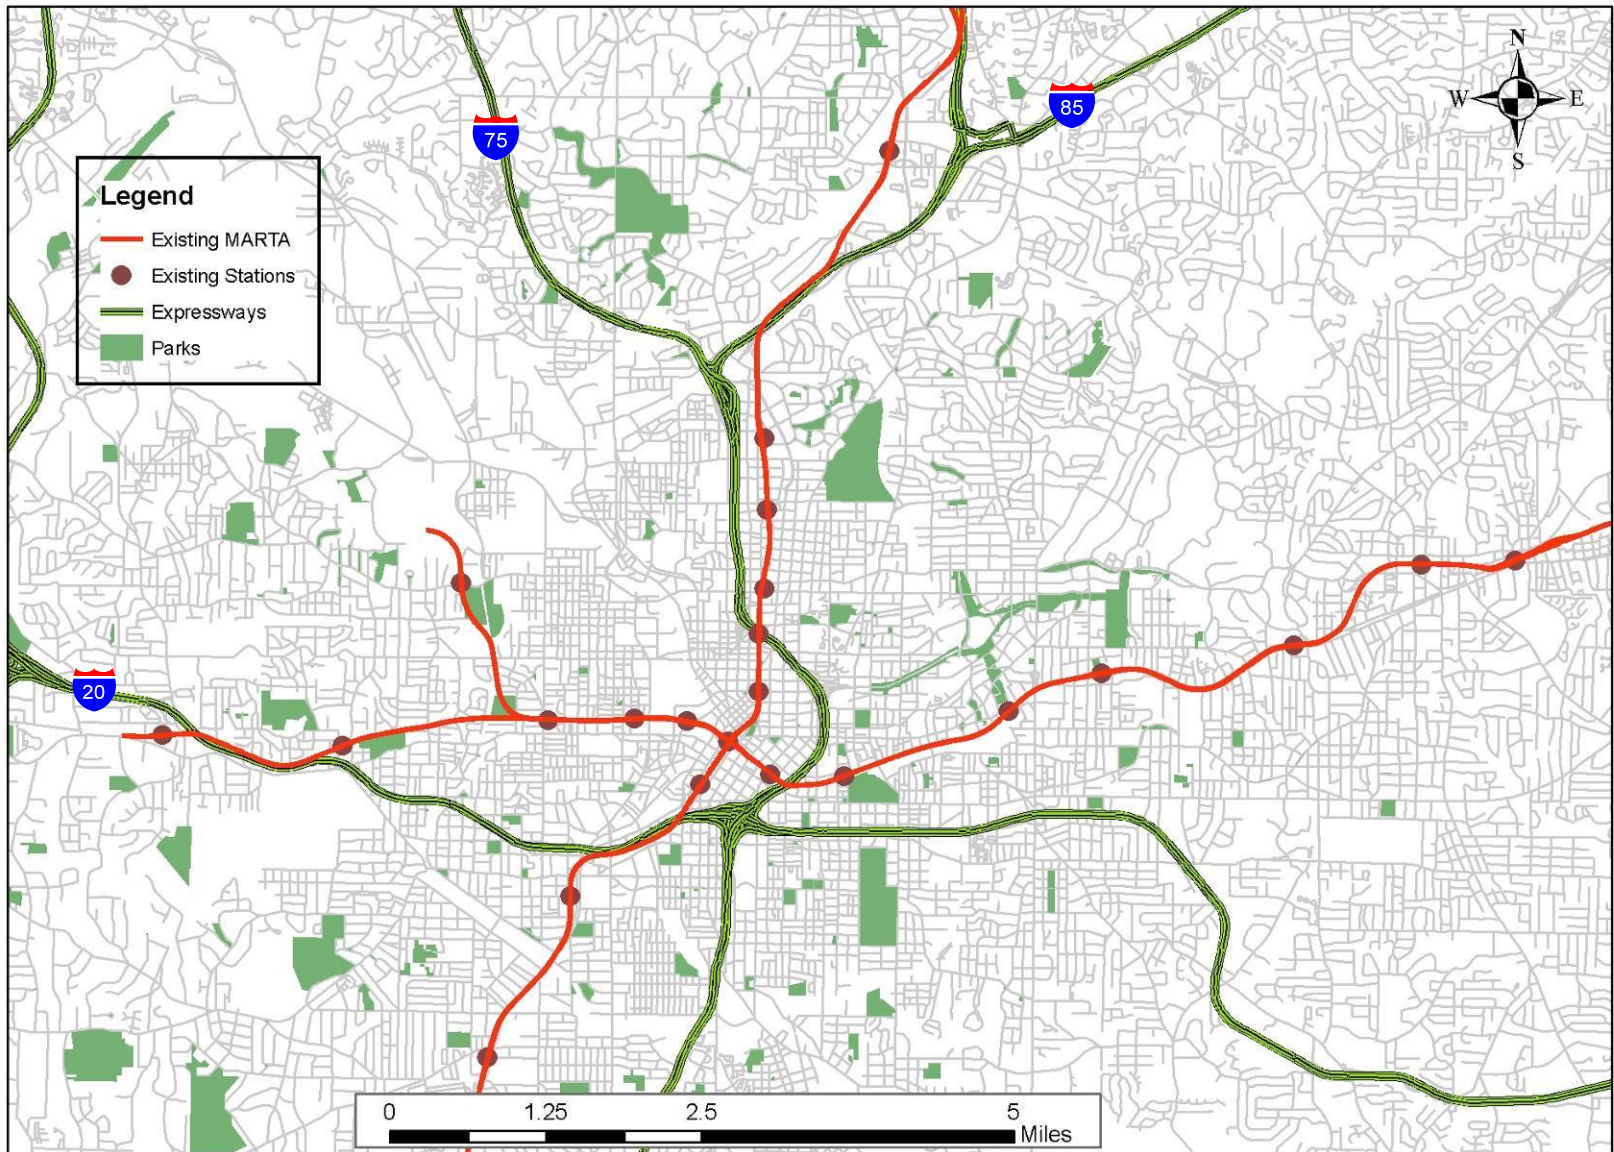 N
W E
S
85
75
Legend
Existing MARTA
Existing Stations
Expressways
Parks
20
0 1.25 2.5 5
Miles